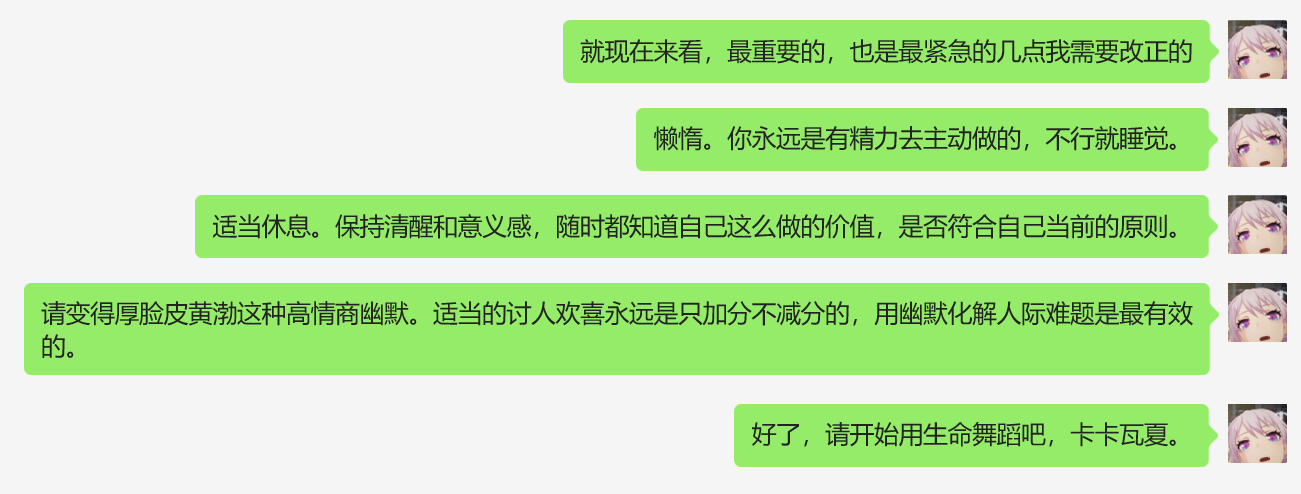 就现在来看，最重要的，也是最紧急的几点我需要改正的
懒惰。你永远是有精力去主动做的，不行就睡觉。
适当休息。保持清醒和意义感，随时都知道自己这么做的价值，是否符合自己当前的原则。
请变得厚脸皮黄渤这种高情商幽默。适当的讨人欢喜永远是只加分不减分的，用幽默化解人际难题是最有效
的。
好了，请开始用生命舞蹈吧，卡卡瓦夏。